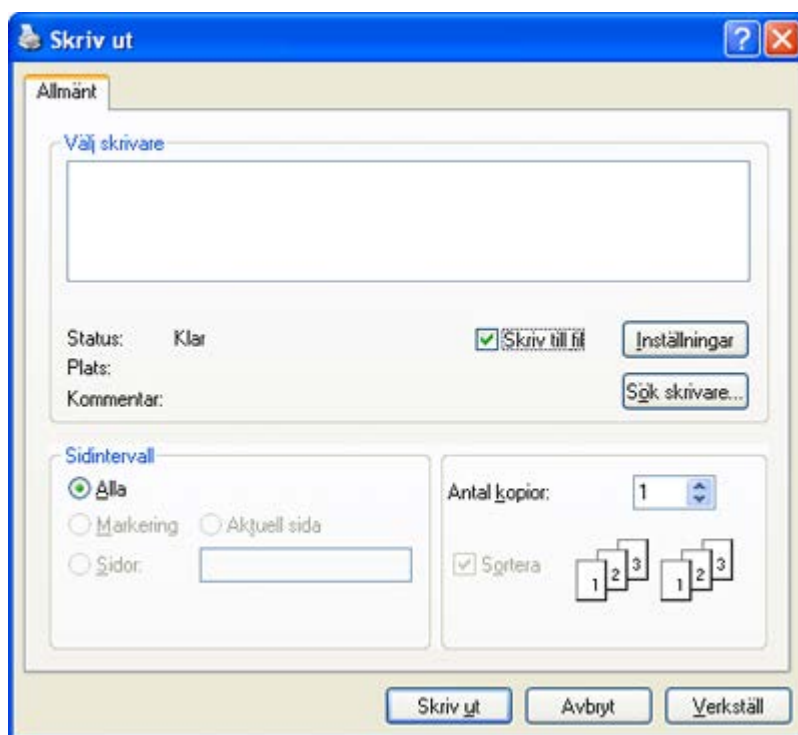 Skriv ut
Allmänt
Välj skrivare
Status: Klar
Skriv till fil
Inställningar
Plats:
Kommentar:
Sök skrivare...
Sidintervall
Alla
Markering Aktuell sida
Sidor:
Antal kopior: 1
Sortera
1 2 3 1 2 3
Skriv ut Avbryt Verkställ